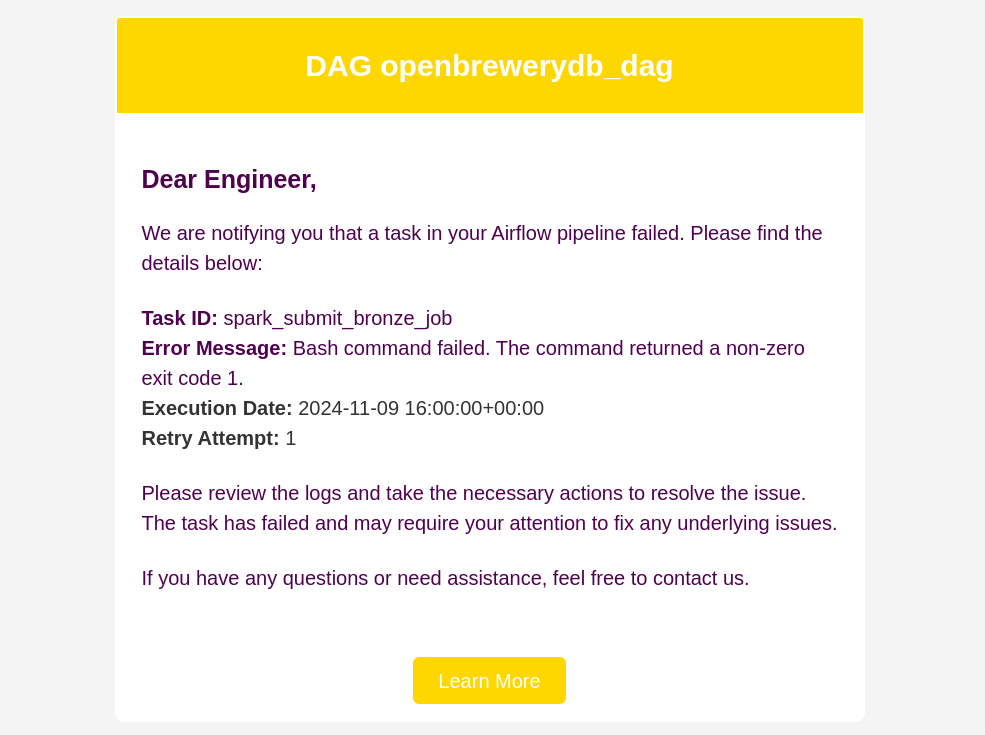 DAG openbrewerydb_dag
Dear Engineer,
We are notifying you that a task in your Airflow pipeline failed. Please find the
details below:
Task ID: spark_submit_bronze_job
Error Message: Bash command failed. The command returned a non-zero
exit code 1.
Execution Date: 2024-11-09 16:00:00+00:00
Retry Attempt: 1
Please review the logs and take the necessary actions to resolve the issue.
The task has failed and may require your attention to fix any underlying issues.
If you have any questions or need assistance, feel free to contact us.
Learn More